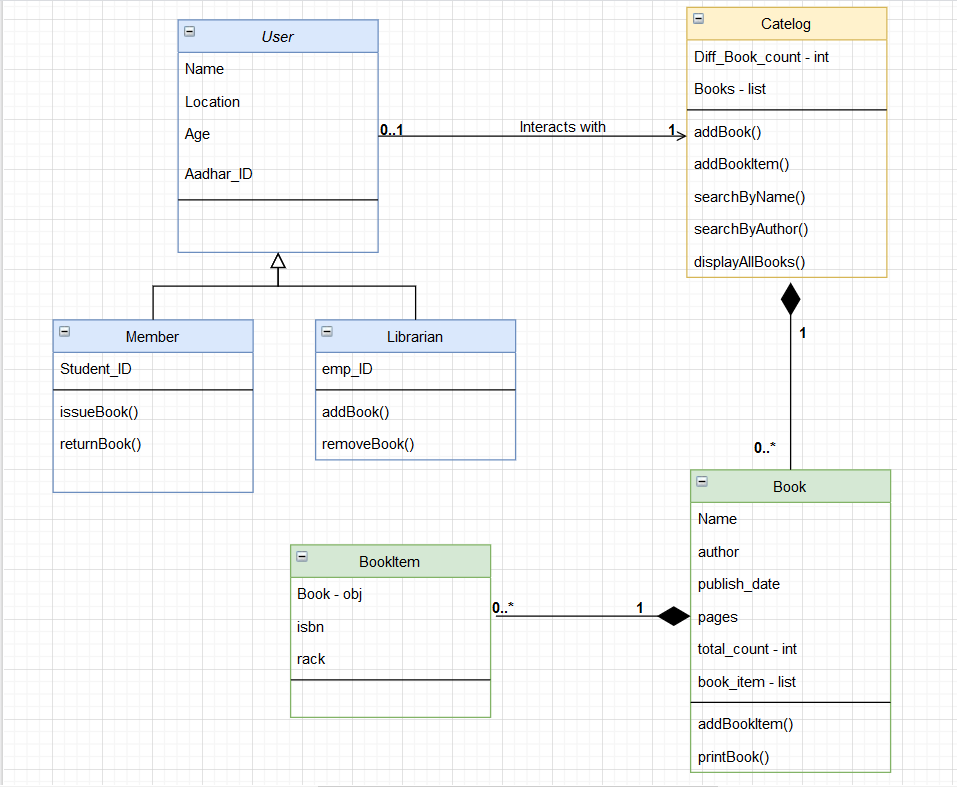 User
Name
Location
Age
Aadhar_ID
0..1
Interacts with
1
Catelog
Diff_Book_count - int
Books - list
addBook()
addBookItem()
searchByName()
searchByAuthor()
displayAllBooks()
Member
Student_ID
issueBook()
returnBook()
Librarian
emp_ID
addBook()
removeBook()
1
0..*
Book
Name
author
publish_date
pages
total_count - int
book_item - list
addBookItem()
printBook()
BookItem
Book - obj
isbn
rack
0..*
1